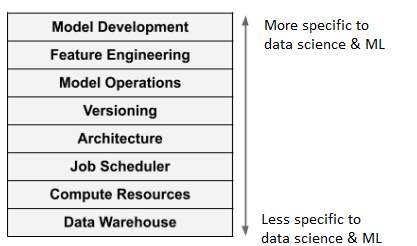 Model Development
Feature Engineering
Model Operations
Versioning
Architecture
Job Scheduler
Compute Resources
Data Warehouse
More specific to
data science & ML
Less specific to
data science & ML